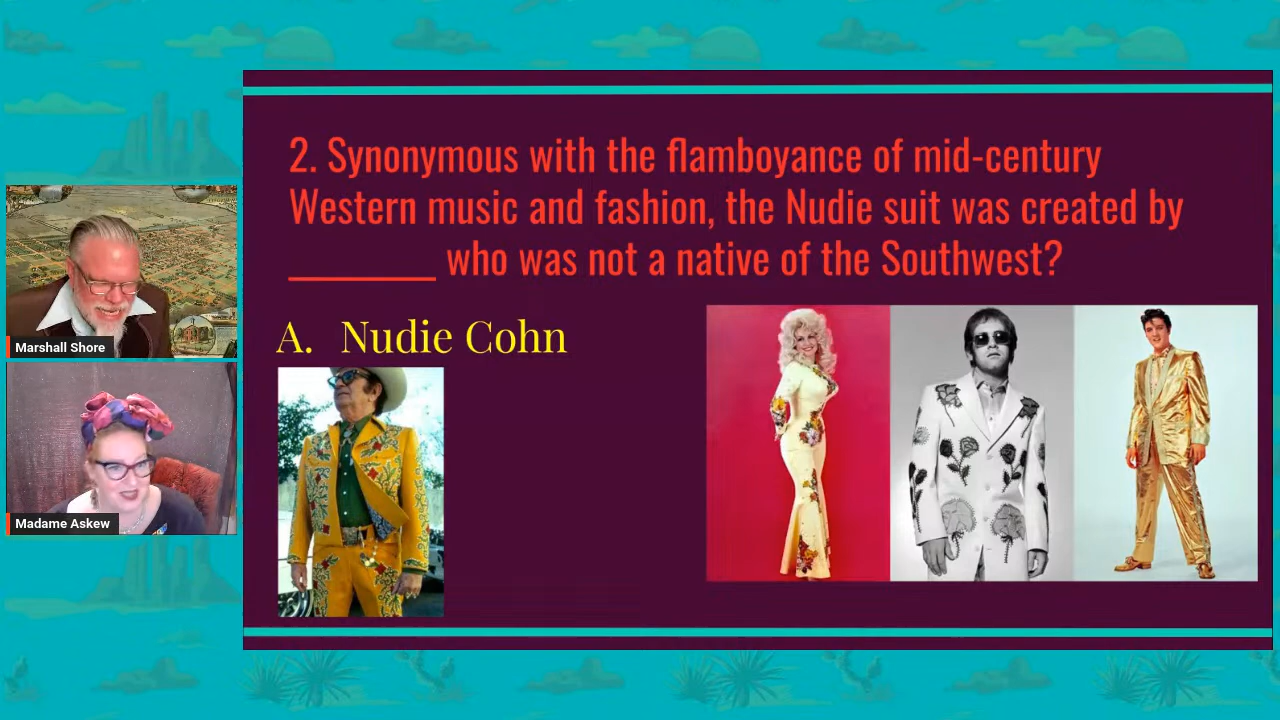 2. Synonymous with the flamboyance of mid-century
Western music and fashion, the Nudie suit was created by
________ who was not a native of the Southwest?
A. Nudie Cohn
Marshall Shore
Madame Askew